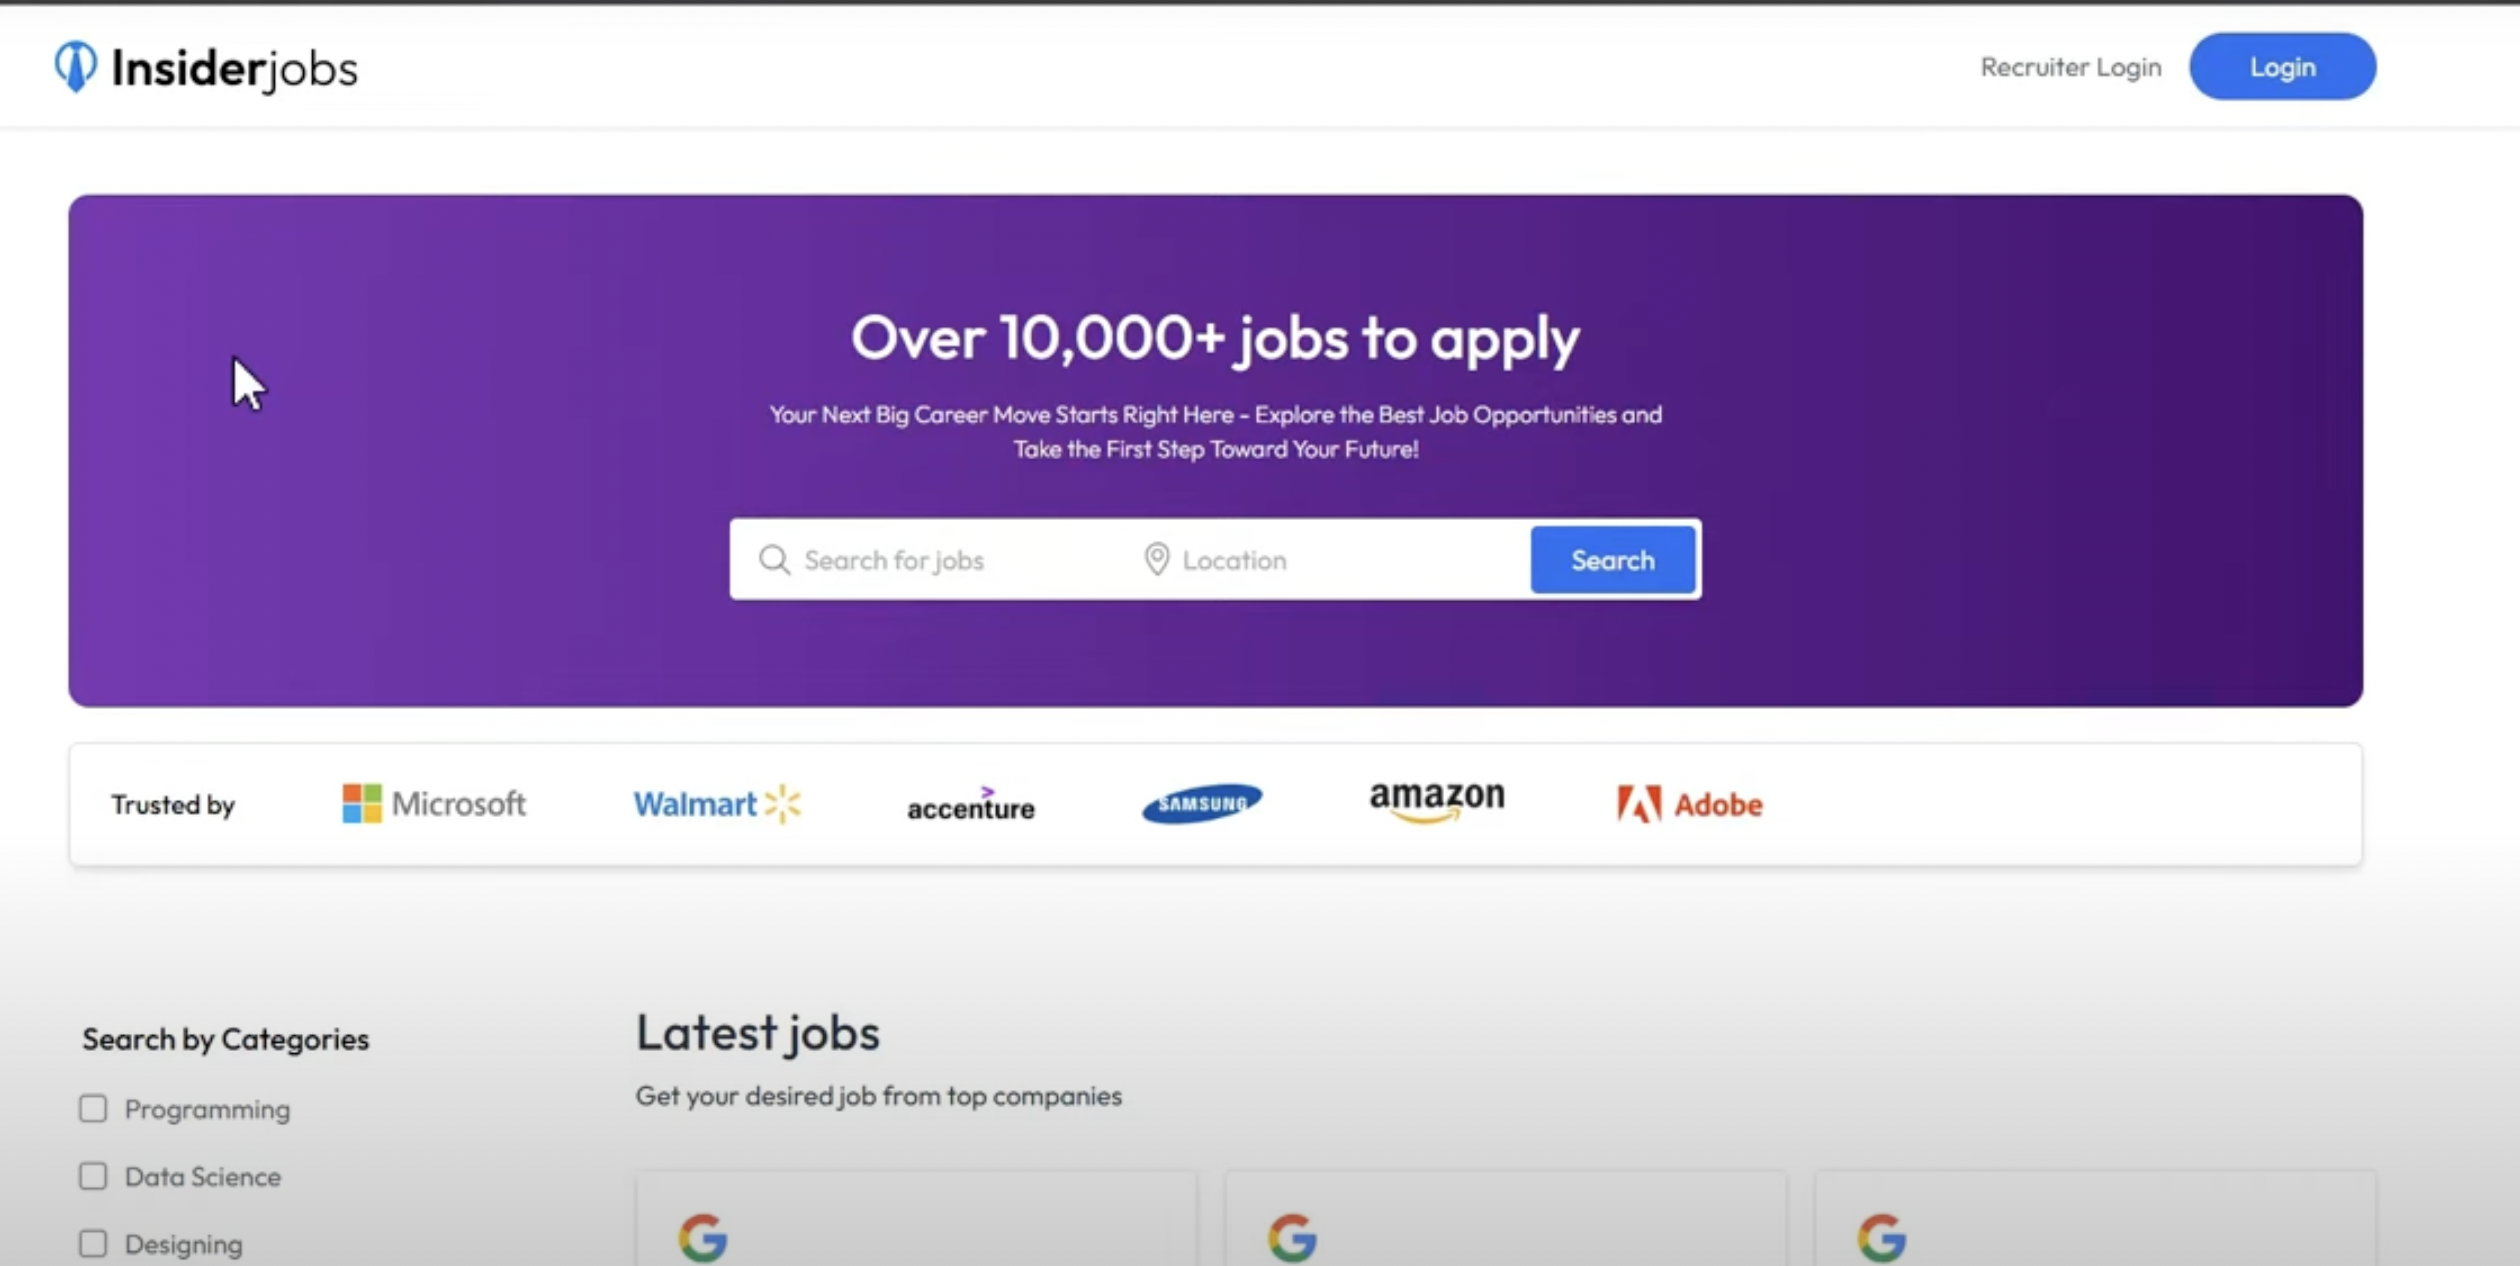 Insiderjobs
Recruiter Login
Login
Over 10,000+ jobs to apply
Your Next Big Career Move Starts Right Here - Explore the Best Job Opportunities and
Take the First Step Toward Your Future!
Search for jobs
Location
Search
Trusted by
Microsoft
Walmart
accenture
SAMSUNG
amazon
Adobe
Search by Categories
Programming
Data Science
Designing
Latest jobs
Get your desired job from top companies
G
G
G